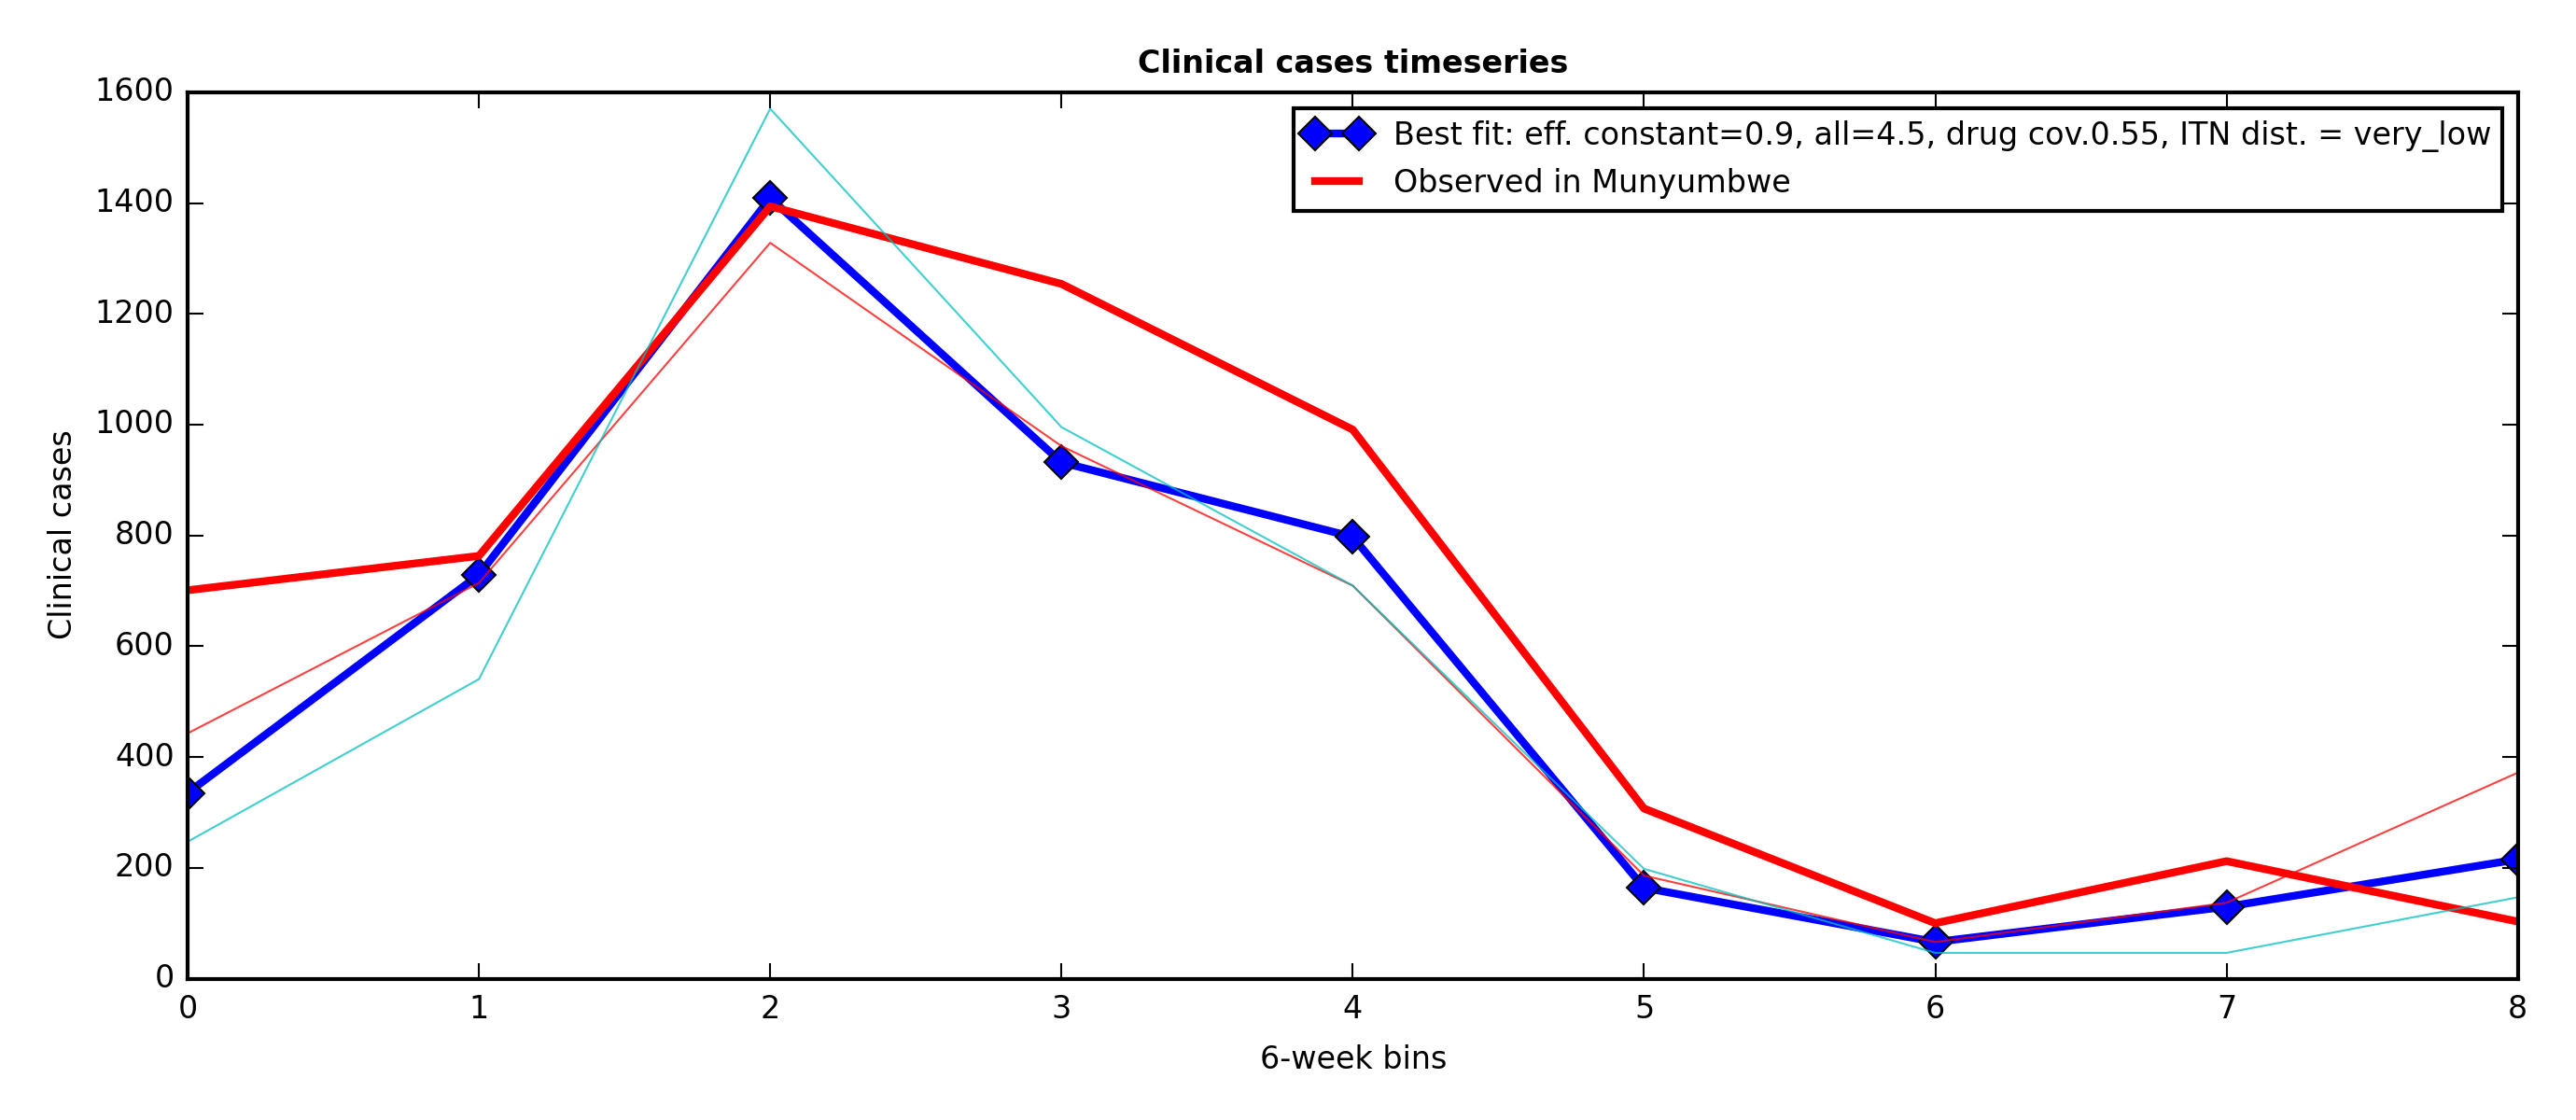 Clinical cases timeseries
Best fit: eff. constant=0.9, all=4.5, drug cov.0.55, ITN dist. = very_low
Observed in Munyumbwe
Clinical cases
1600
1400
1200
1000
800
600
400
200
0
0 1 2 3 4 5 6 7 8
6-week bins